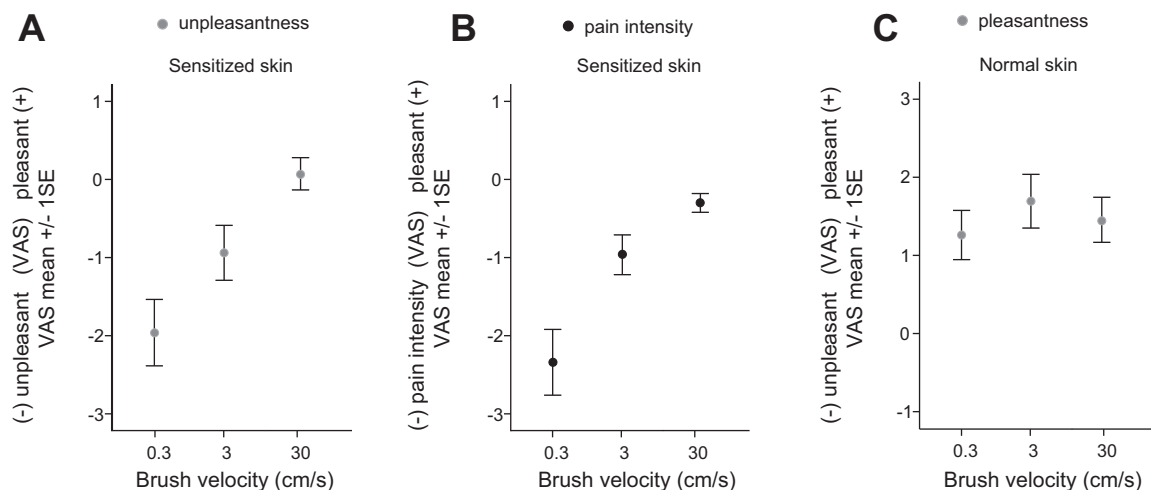 A
unpleasantness
Sensitized skin
(-) unpleasant (VAS) pleasant (+)
VAS mean +/- 1SE
1
0
-1
-2
-3
0.3 3 30
Brush velocity (cm/s)
B
pain intensity
Sensitized skin
(-) pain intensity (VAS) pleasant (+)
VAS mean +/- 1SE
1
0
-1
-2
-3
0.3 3 30
Brush velocity (cm/s)
C
pleasantness
Normal skin
(-) unpleasant (VAS) pleasant (+)
VAS mean +/- 1SE
3
2
1
0
-1
0.3 3 30
Brush velocity (cm/s)